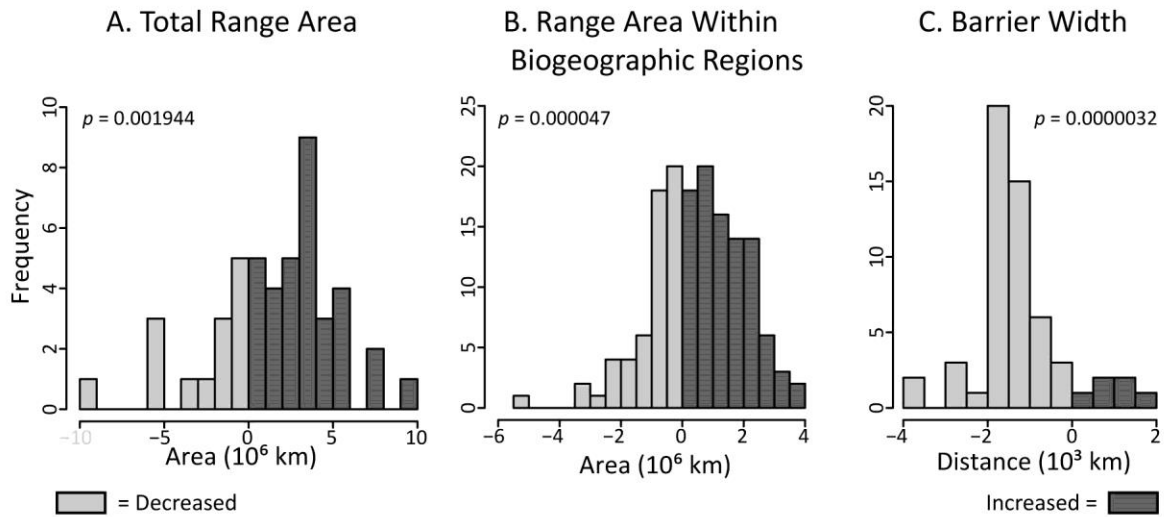 A. Total Range Area
B. Range Area Within
Biogeographic Regions
C. Barrier Width
p = 0.001944
p = 0.000047
p = 0.0000032
Frequency
0 2 4 6 8 10
−10 −5 0 5 10
Area (10⁶ km)
0 5 10 15 20 25
−6 −4 −2 0 2 4
Area (10⁶ km)
0 5 10 15 20
−4 −2 0 2
Distance (10³ km)
= Decreased
Increased =